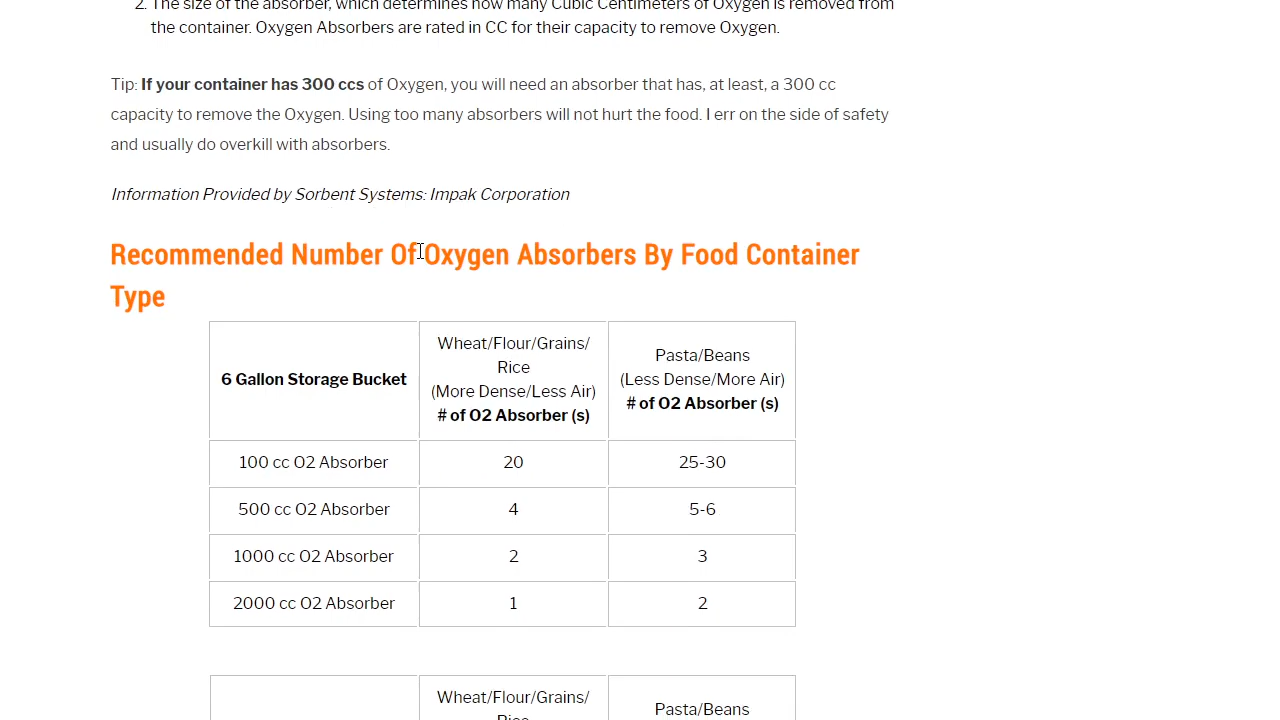 2. The size of the absorber, which determines how many Cubic Centimeters of Oxygen is removed from
the container. Oxygen Absorbers are rated in CC for their capacity to remove Oxygen.
Tip: If your container has 300 ccs of Oxygen, you will need an absorber that has, at least, a 300 cc
capacity to remove the Oxygen. Using too many absorbers will not hurt the food. I err on the side of safety
and usually do overkill with absorbers.
Information Provided by Sorbent Systems: Impak Corporation
Recommended Number Of Oxygen Absorbers By Food Container
Type
6 Gallon Storage Bucket
Wheat/Flour/Grains/
Rice
(More Dense/Less Air)
# of O2 Absorber (s)
Pasta/Beans
(Less Dense/More Air)
# of O2 Absorber (s)
100 cc O2 Absorber
20
25-30
500 cc O2 Absorber
4
5-6
1000 cc O2 Absorber
2
3
2000 cc O2 Absorber
1
2
Wheat/Flour/Grains/
Rice
Pasta/Beans